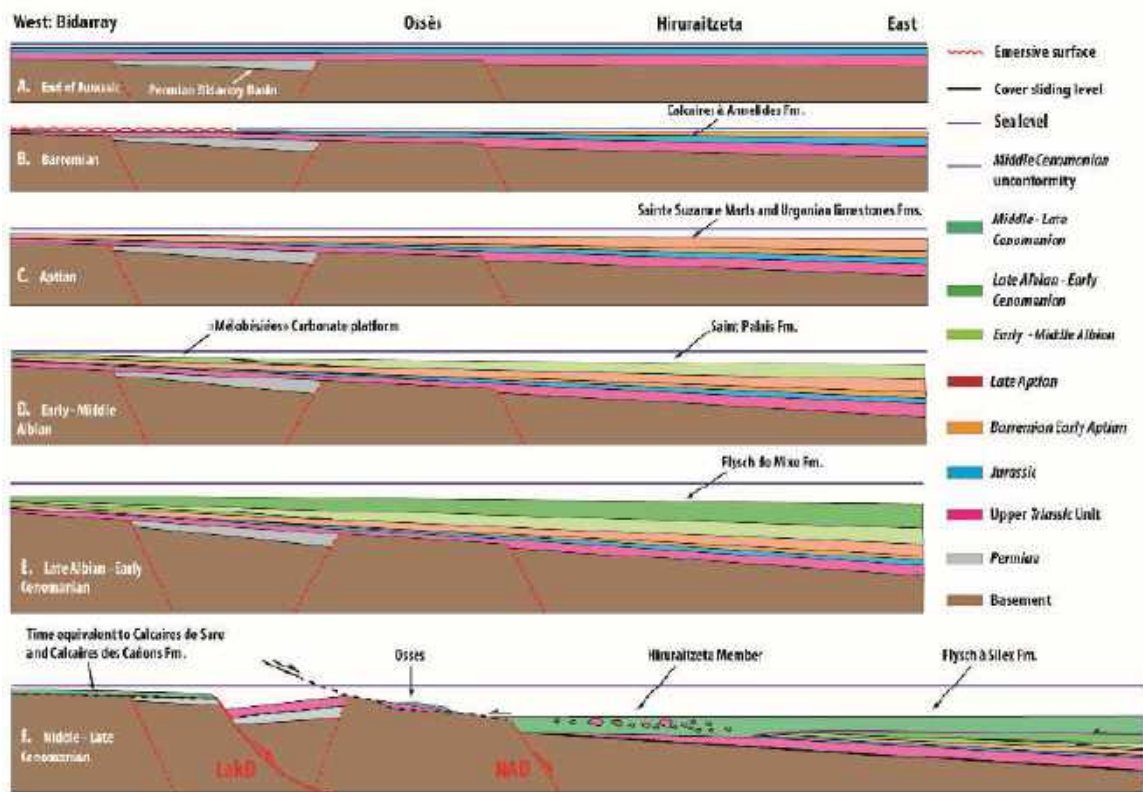 West: Bidarray
Ossès
Hiruraitzeta
East
A. End of Jurassic
Permian Bidarray Basin
Calcaires à Annelides Fm.
B. Barremian
Sainte Suzanne Marls and Urgonian limestones Fms.
C. Aptian
«Mélobésiées» Carbonate platform
Saint Palais Fm.
D. Early - Middle
Albian
Flysch de Mixe Fm.
E. Late Albian - Early
Cenomanian
Time equivalent to Calcaires de Sare
and Calcaires des Cañons Fm.
Osses
Hiruraitzeta Member
Flysch à Silex Fm.
F. Middle - Late
Cenomanian
LakD
NAD
Emersive surface
Cover sliding level
Sea level
Middle Cenomanian
unconformity
Middle - Late
Cenomanian
Late Albian - Early
Cenomanian
Early - Middle Albian
Late Aptian
Barremian Early Aptian
Jurassic
Upper Triassic Unit
Permian
Basement